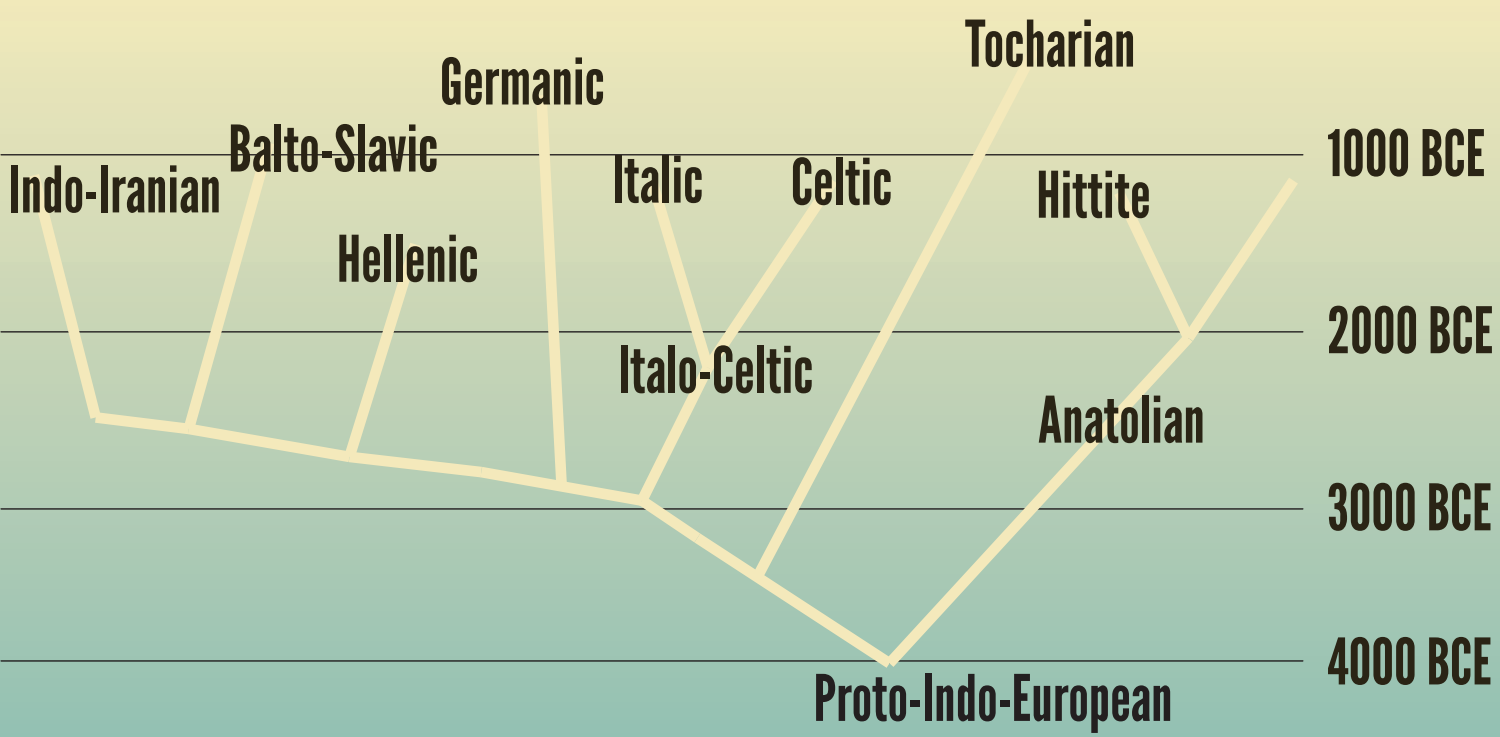 Tocharian
Germanic
Balto-Slavic
1000 BCE
Indo-Iranian
Italic
Celtic
Hittite
Hellenic
2000 BCE
Italo-Celtic
Anatolian
3000 BCE
4000 BCE
Proto-Indo-European